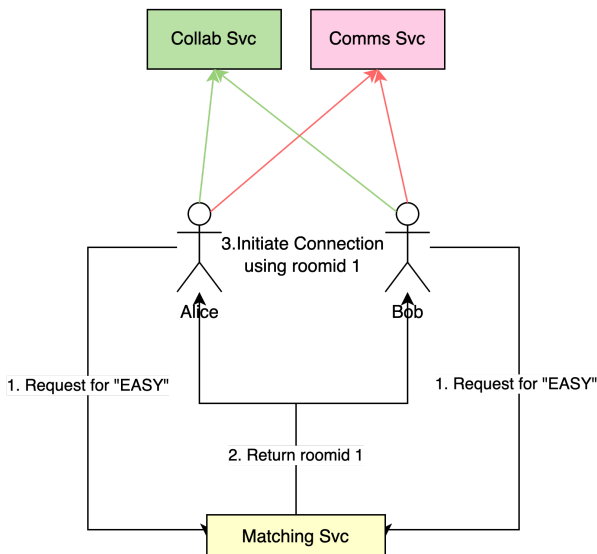 Collab Svc
Comms Svc
3.Initiate Connection
using roomid 1
Alice
Bob
1. Request for "EASY"
1. Request for "EASY"
2. Return roomid 1
Matching Svc